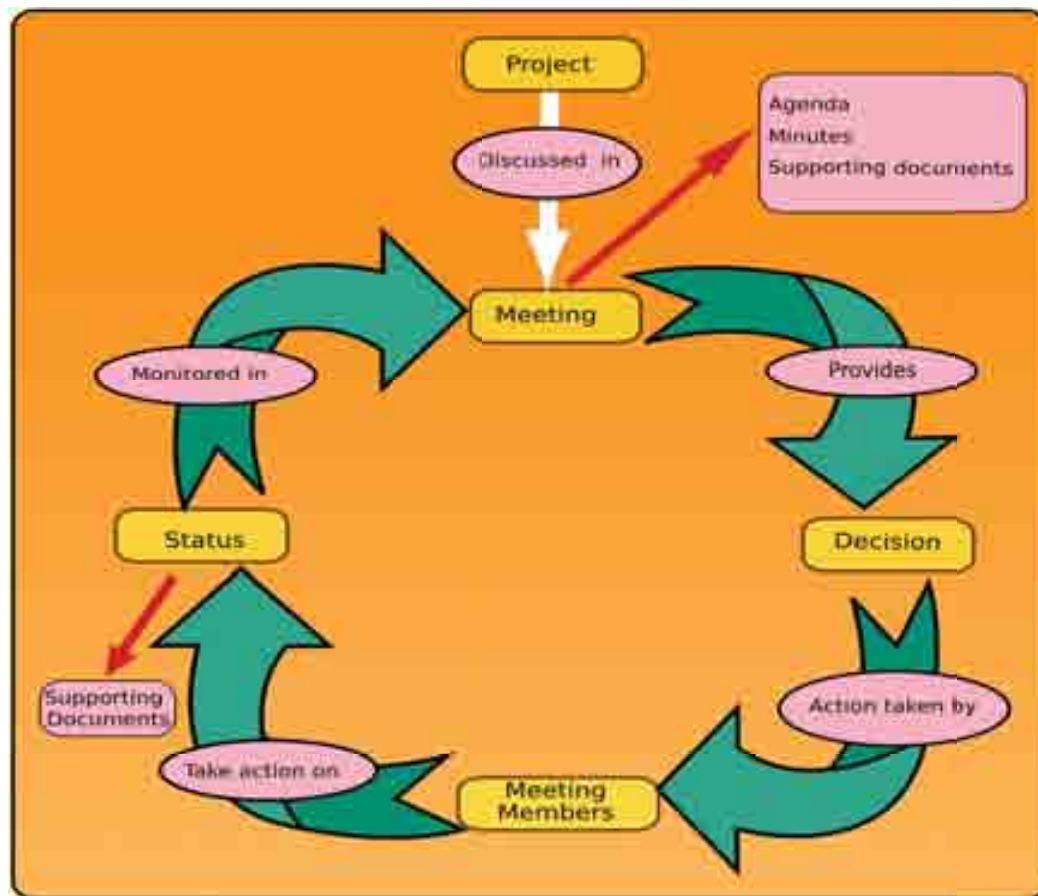 Project
Discussed in
Agenda
Minutes
Supporting documents
Meeting
Monitored in
Provides
Status
Decision
Supporting
Documents
Action taken by
Take action on
Meeting
Members